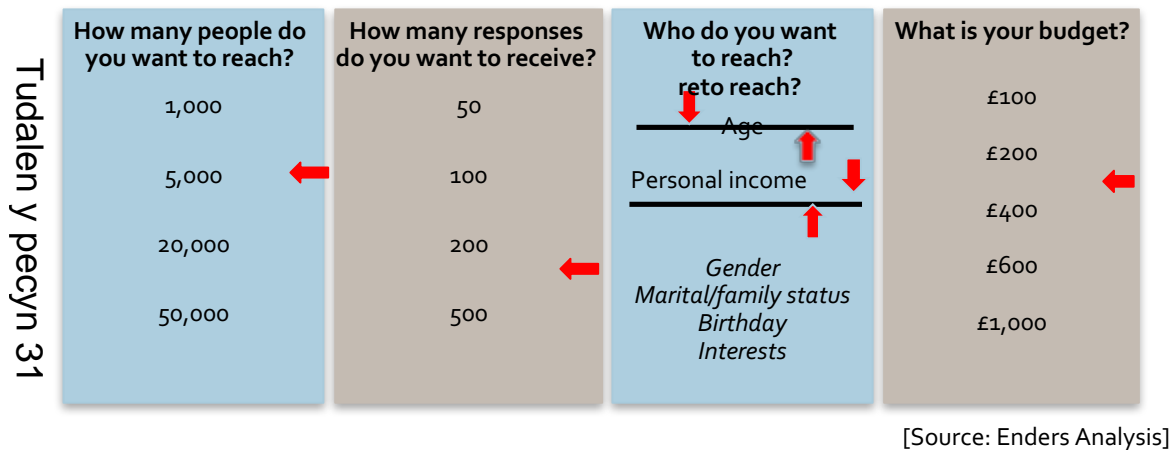 Tudalen y pecyn 31
How many people do
you want to reach?
1,000
5,000
20,000
50,000
How many responses
do you want to receive?
50
100
200
500
Who do you want
to reach?
reto reach?
Age
Personal income
Gender
Marital/family status
Birthday
Interests
What is your budget?
£100
£200
£400
£600
£1,000
[Source: Enders Analysis]